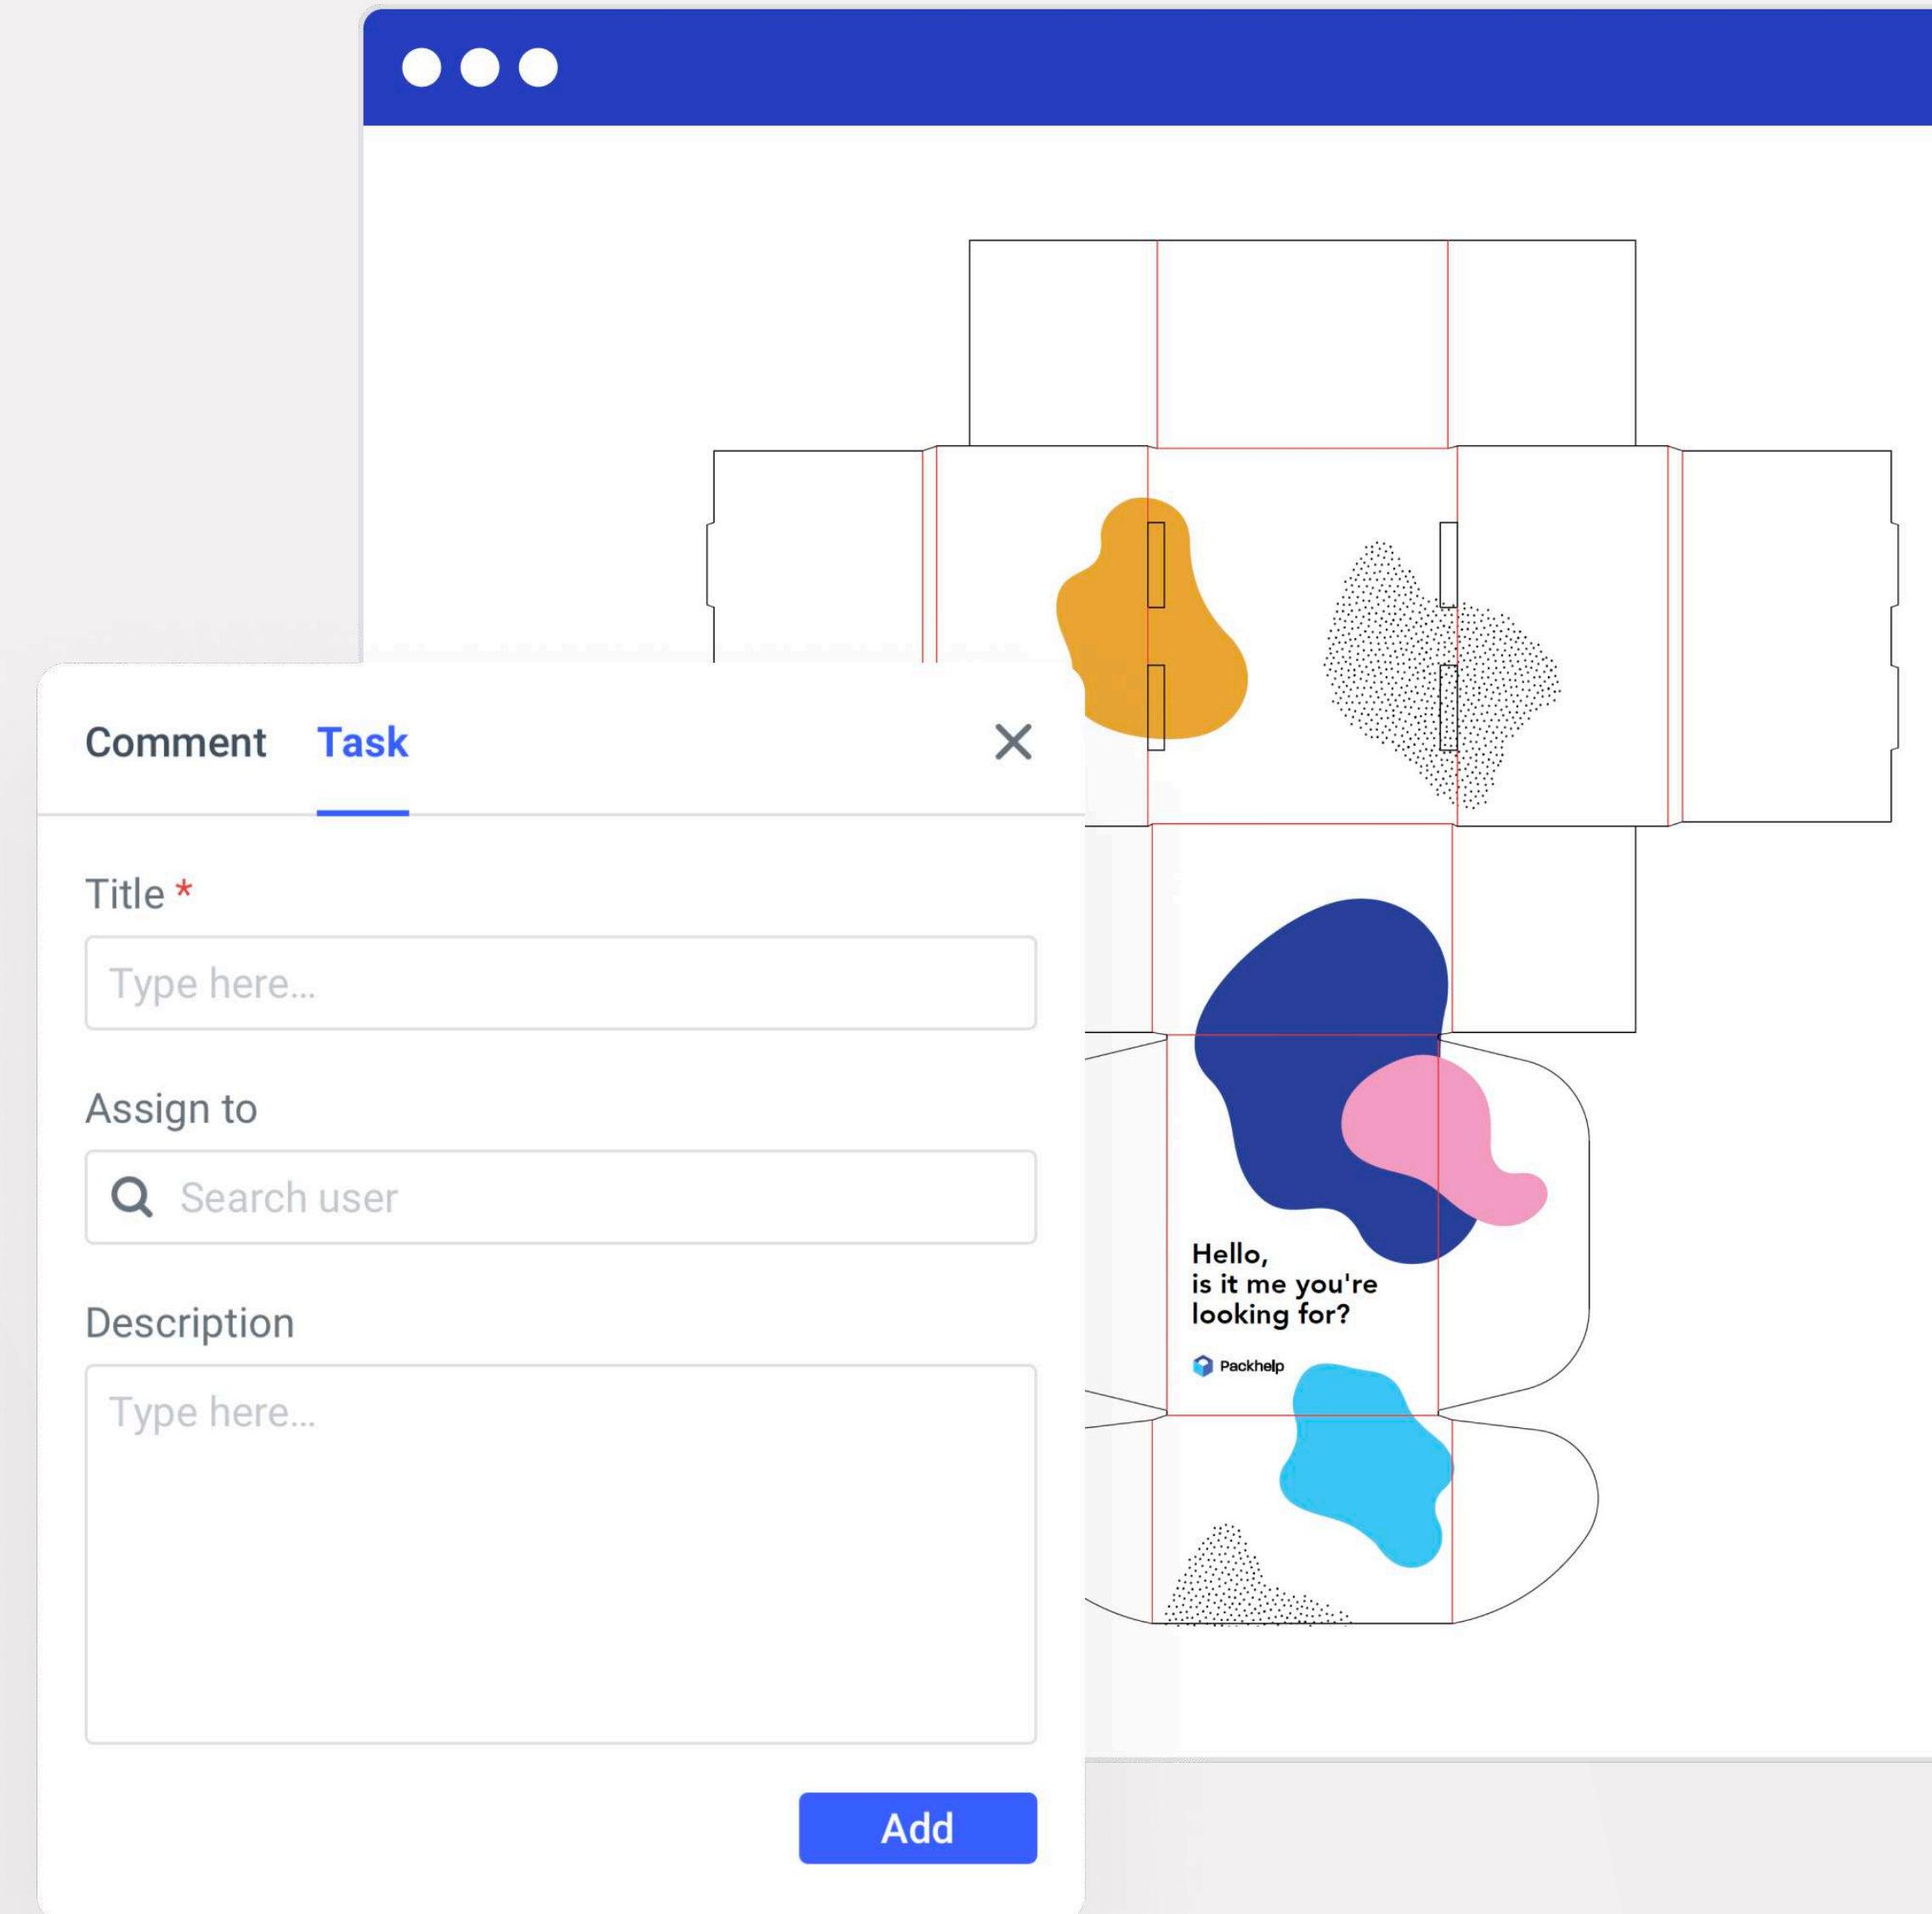 Comment Task
Title *
Type here...
Assign to
Search user
Description
Type here...
Add
Hello,
is it me you're
looking for?
Packhelp